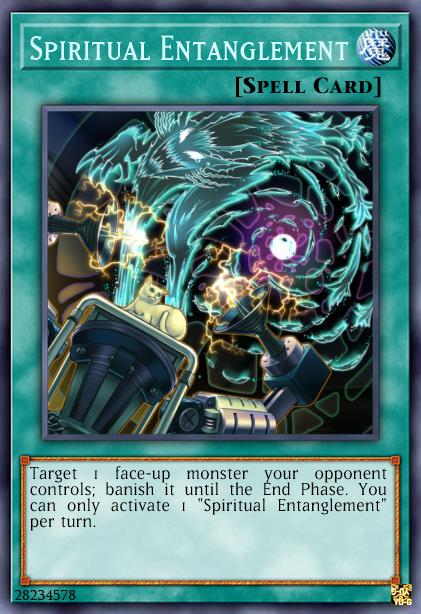 Spiritual Entanglement 魔
[Spell Card]
Target 1 face-up monster your opponent
controls; banish it until the End Phase. You
can only activate 1 "Spiritual Entanglement"
per turn.
28234578